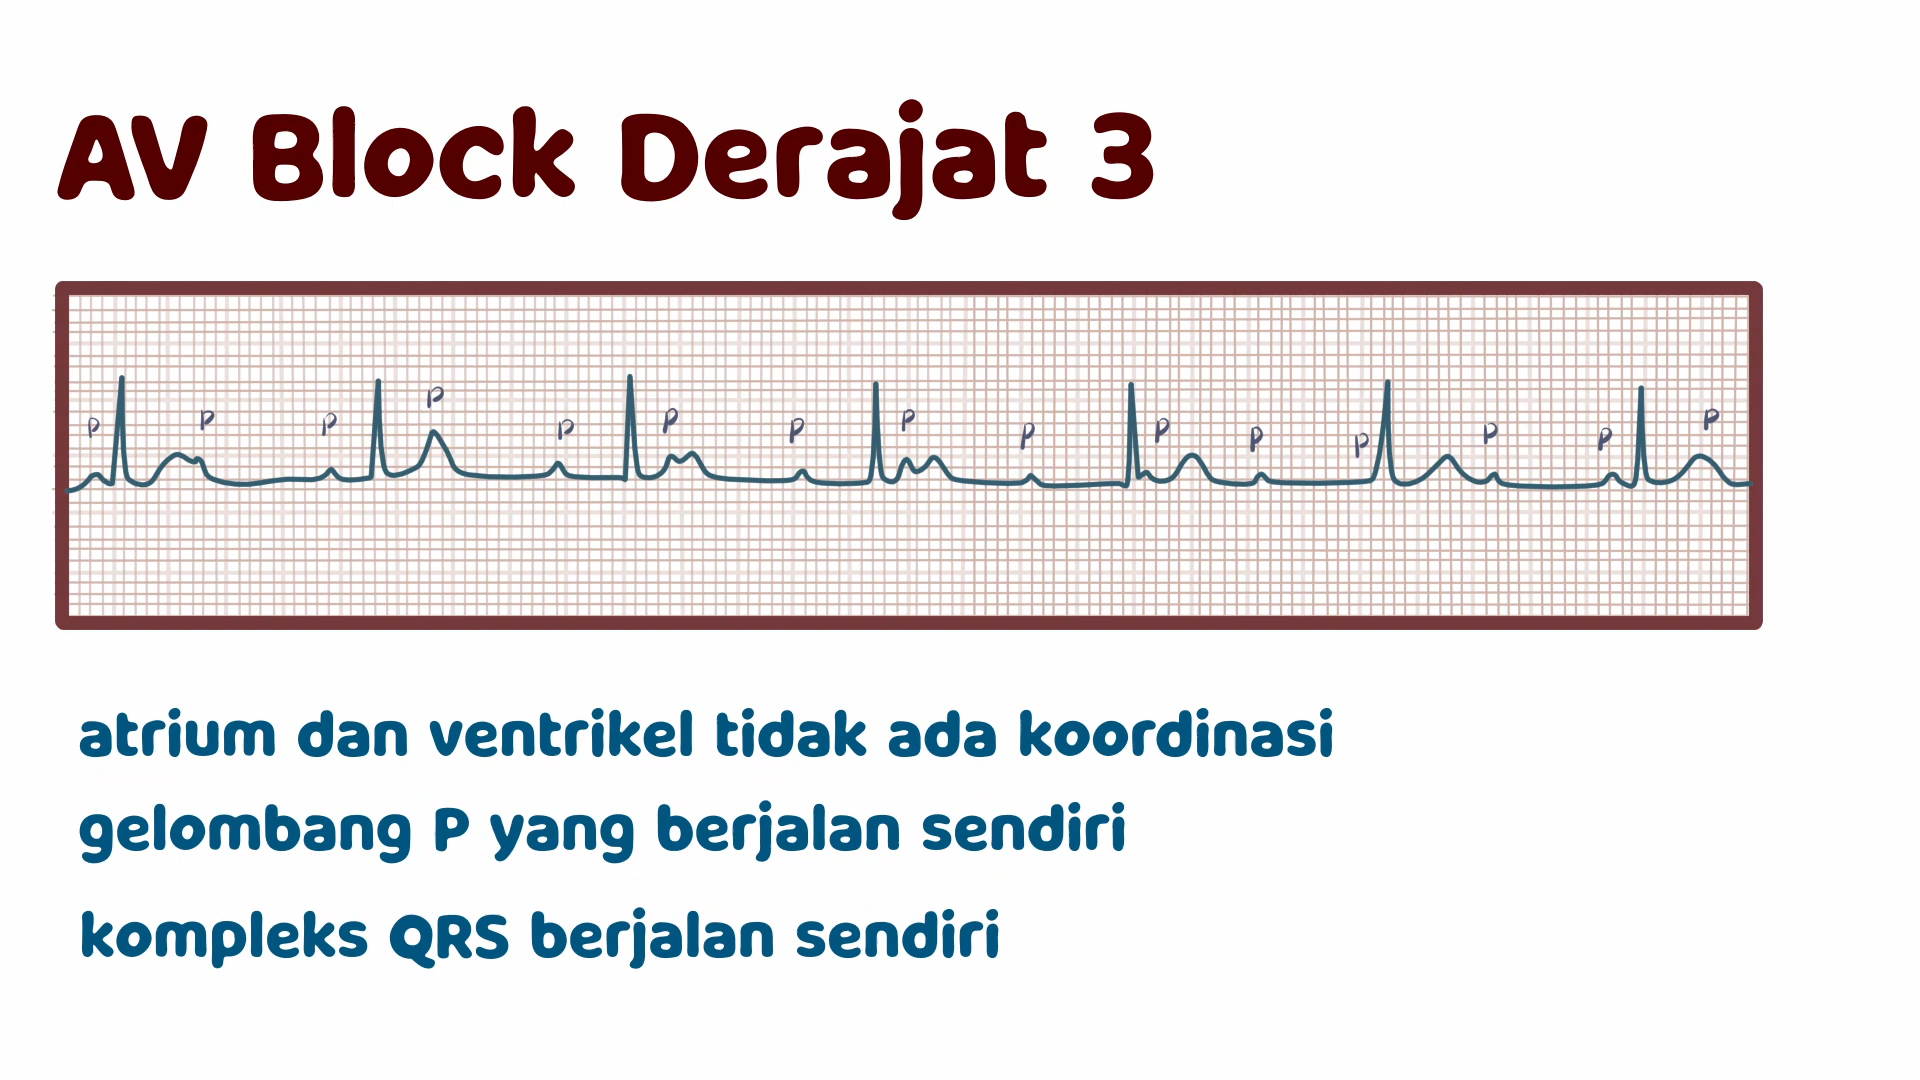 AV Block Derajat 3
P P P P P P P P P P P P P P P
atrium dan ventrikel tidak ada koordinasi
gelombang P yang berjalan sendiri
kompleks QRS berjalan sendiri